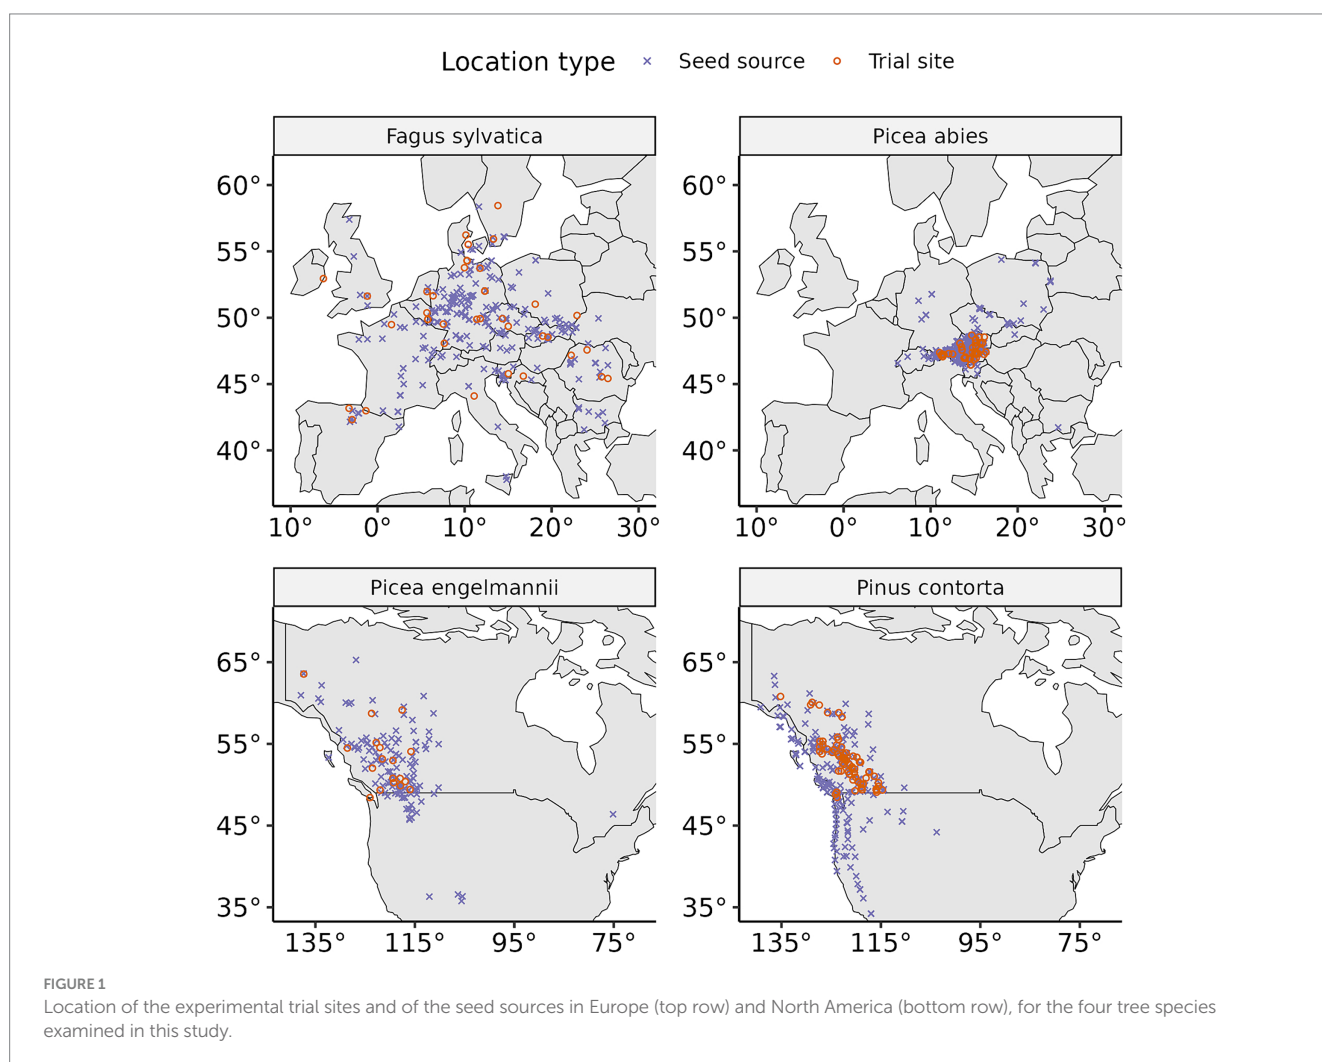 Location type × Seed source ○ Trial site
Fagus sylvatica
Picea abies
60°
55°
50°
45°
40°
10° 0° 10° 20° 30°
60°
55°
50°
45°
40°
10° 0° 10° 20° 30°
Picea engelmannii
Pinus contorta
65°
55°
45°
35°
135° 115° 95° 75°
65°
55°
45°
35°
135° 115° 95° 75°
FIGURE 1
Location of the experimental trial sites and of the seed sources in Europe (top row) and North America (bottom row), for the four tree species
examined in this study.